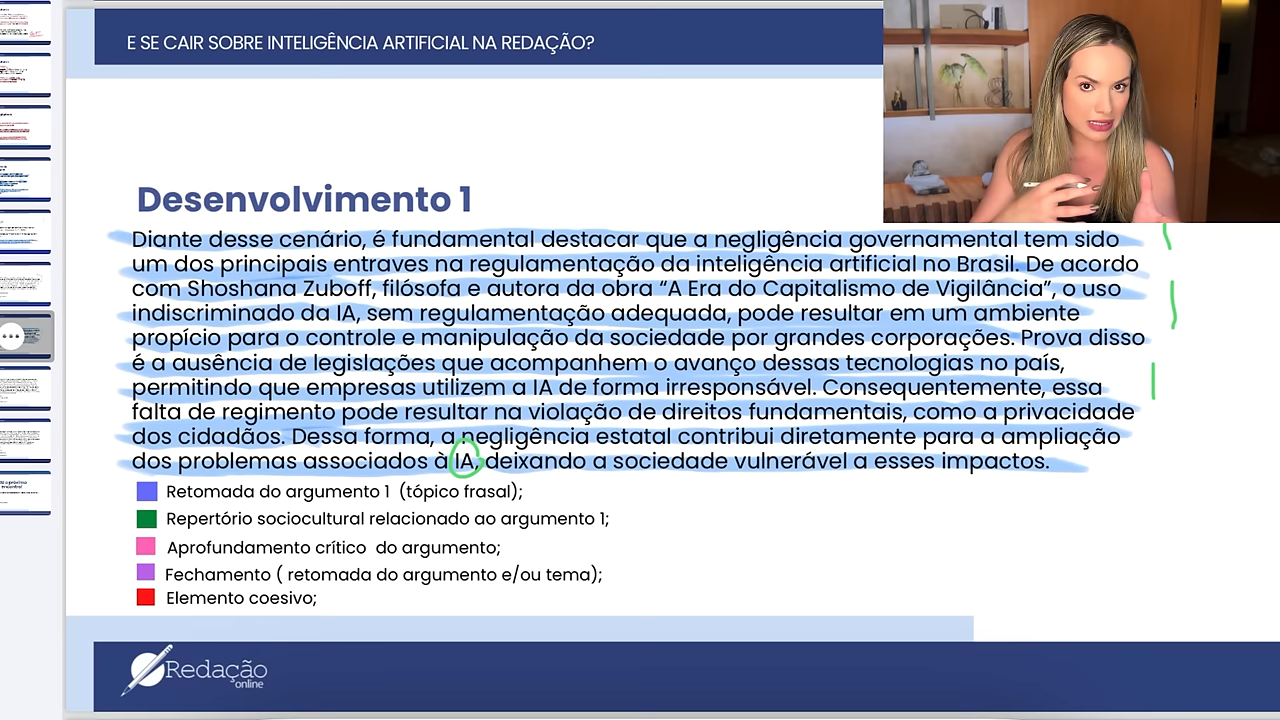 E SE CAIR SOBRE INTELIGÊNCIA ARTIFICIAL NA REDAÇÃO?
Desenvolvimento 1
Diante desse cenário, é fundamental destacar que a negligência governamental tem sido
um dos principais entraves na regulamentação da inteligência artificial no Brasil. De acordo
com Shoshana Zuboff, filósofa e autora da obra “A Era do Capitalismo de Vigilância”, o uso
indiscriminado da IA, sem regulamentação adequada, pode resultar em um ambiente
propício para o controle e manipulação da sociedade por grandes corporações. Prova disso
é a ausência de legislações que acompanhem o avanço dessas tecnologias no país,
permitindo que empresas utilizem a IA de forma irresponsável. Consequentemente, essa
falta de regimento pode resultar na violação de direitos fundamentais, como a privacidade
dos cidadãos. Dessa forma, a negligência estatal contribui diretamente para a ampliação
dos problemas associados à IA, deixando a sociedade vulnerável a esses impactos.
Retomada do argumento 1 (tópico frasal);
Repertório sociocultural relacionado ao argumento 1;
Aprofundamento crítico do argumento;
Fechamento ( retomada do argumento e/ou tema);
Elemento coesivo;
Redação
online